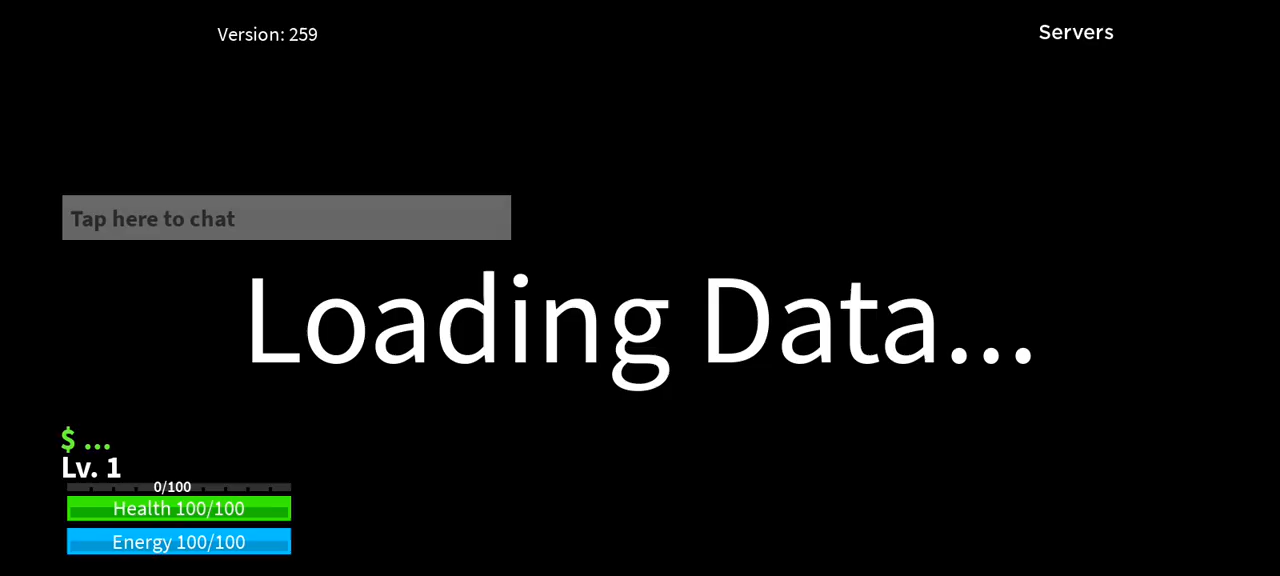 Version: 259
Servers
Tap here to chat
Loading Data...
$ ...
Lv. 1
0/100
Health 100/100
Energy 100/100